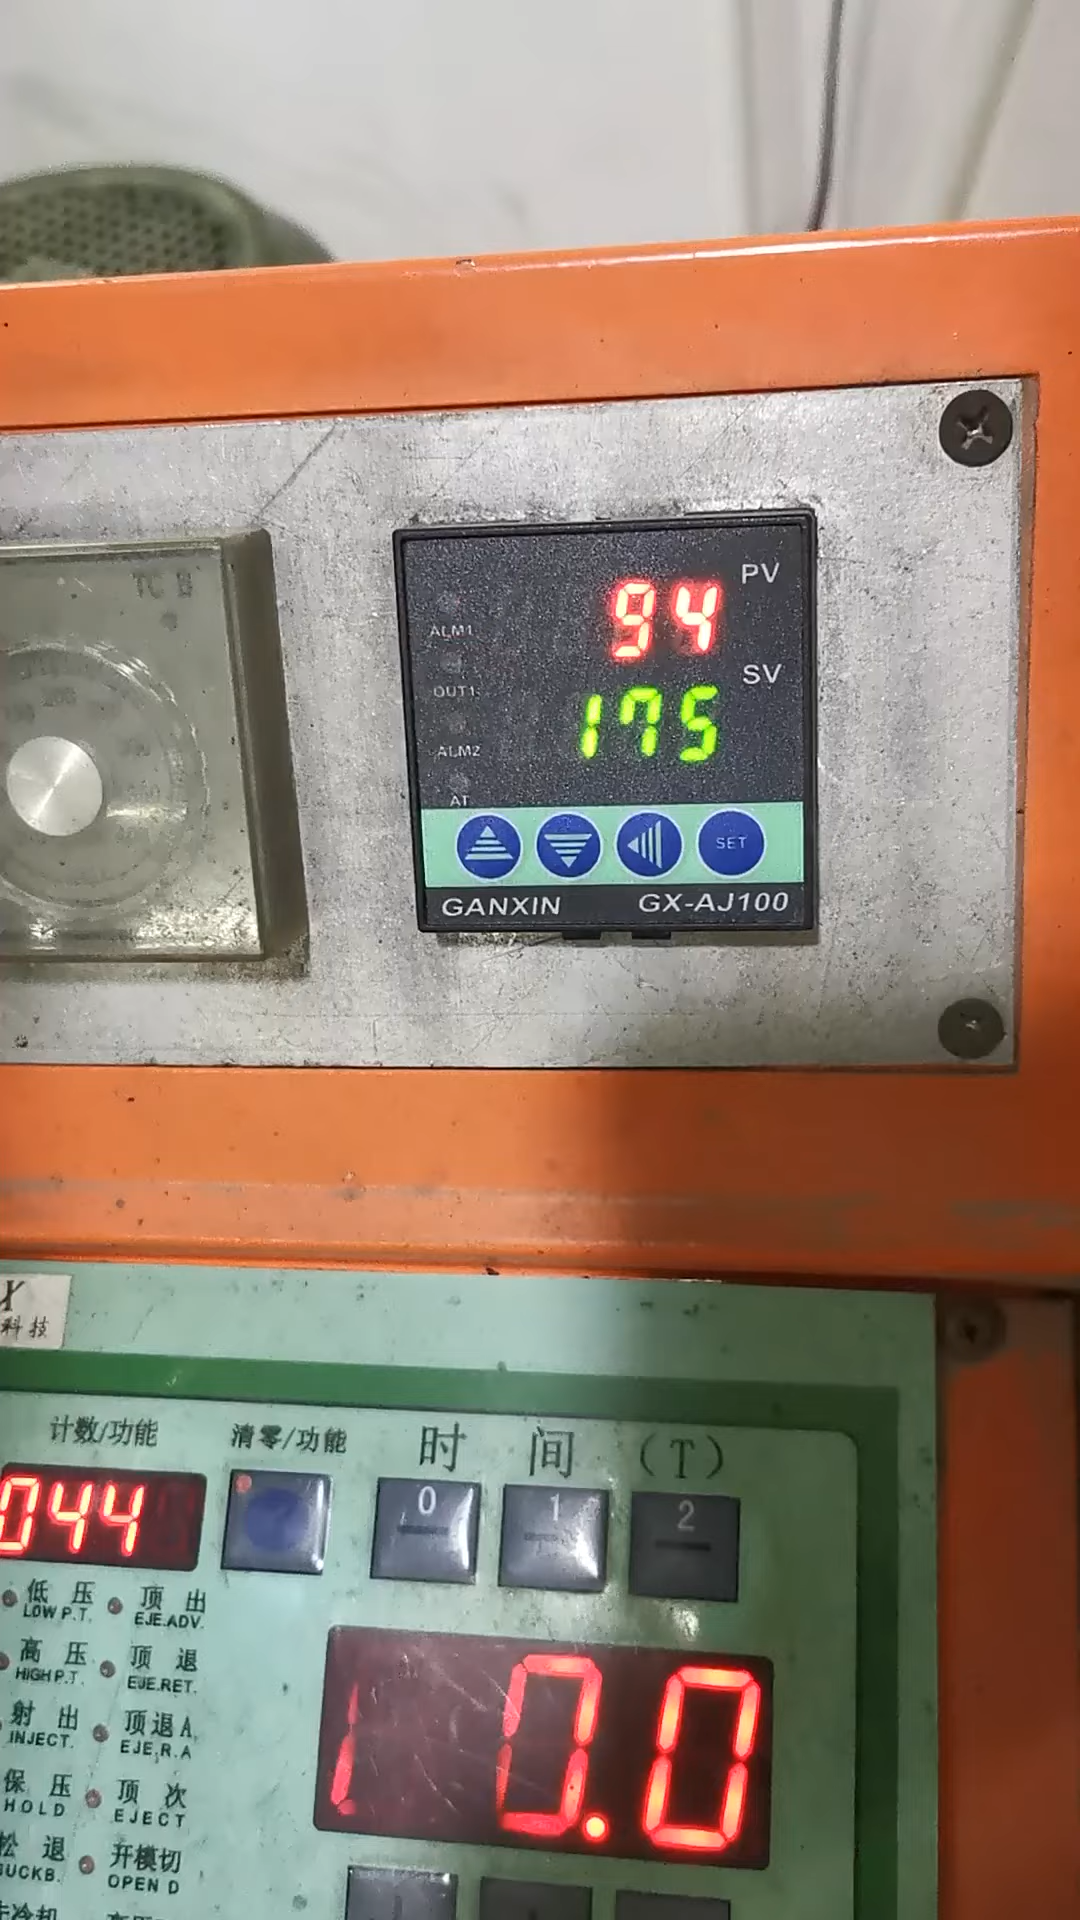 PV
94
ALM1
SV
OUT1
175
ALM2
AT
SET
GANXIN GX-AJ100
X
科技
计数/功能 清零/功能 时 间 (T)
044
0 1 2
低 压 顶 出
LOW P.T. EJE.ADV.
高 压 顶 退
HIGH P.T. EJE.RET.
射 出 顶退A
INJECT. EJE.R.A
保 压 顶 次
HOLD EJECT
松 退 开模切
SUCKB. OPEN D
10.0